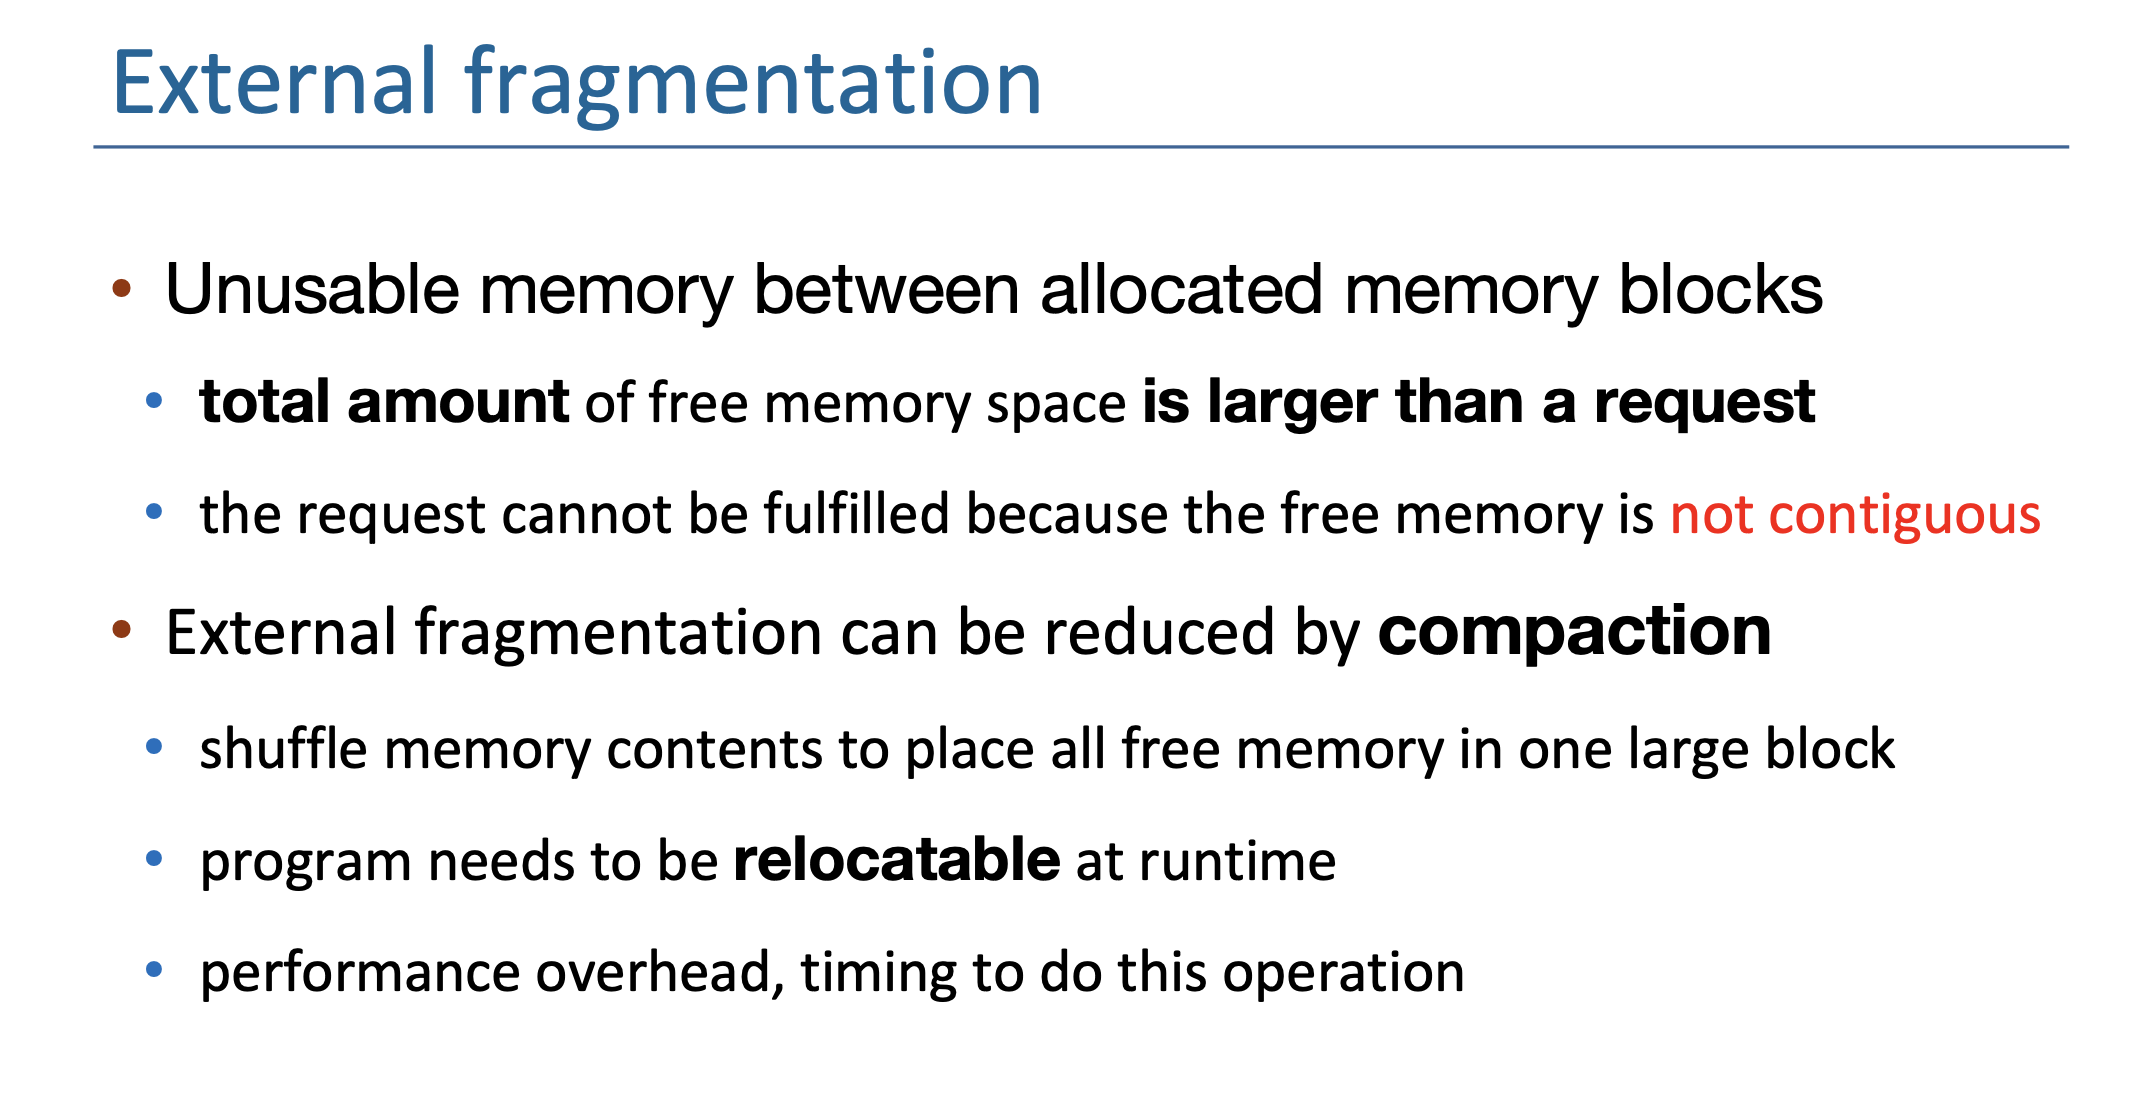 External fragmentation
• Unusable memory between allocated memory blocks
• total amount of free memory space is larger than a request
• the request cannot be fulfilled because the free memory is not contiguous
• External fragmentation can be reduced by compaction
• shuffle memory contents to place all free memory in one large block
• program needs to be relocatable at runtime
• performance overhead, timing to do this operation